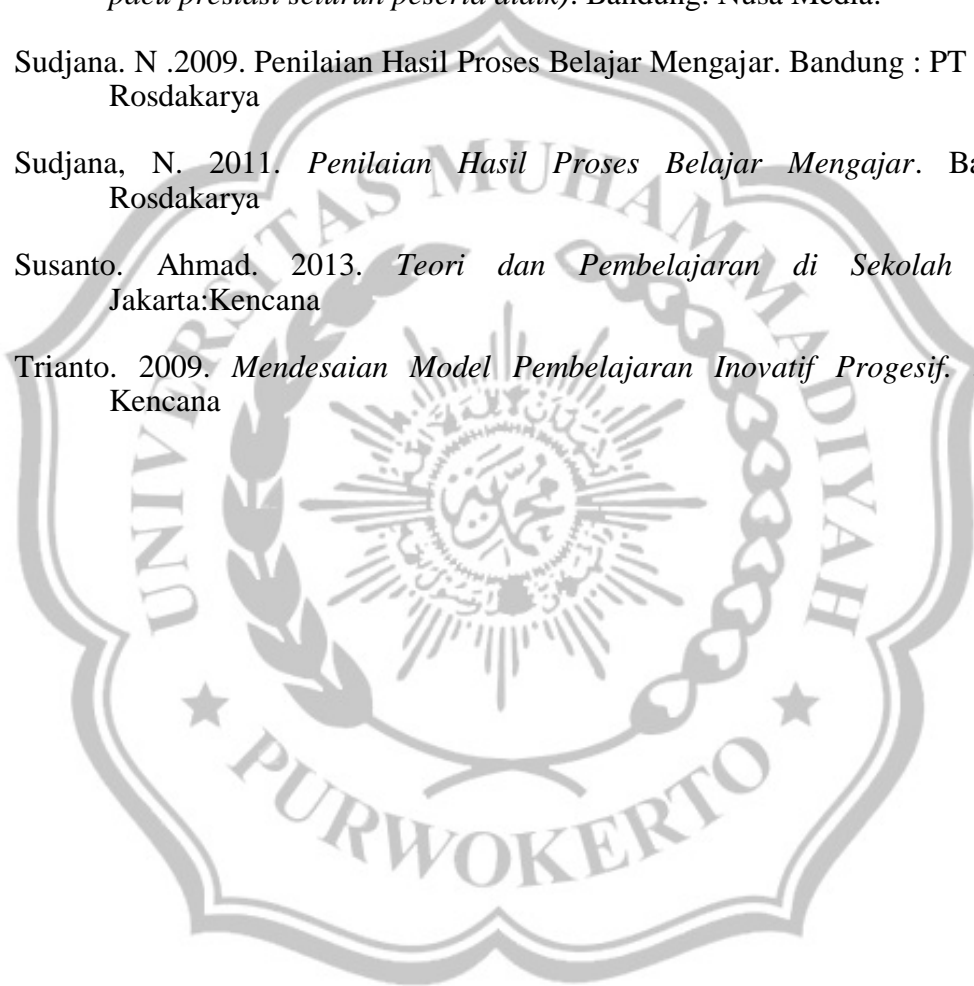 pacu prestasi seluruh peserta didik). Bandung: Nusa Media.
Sudjana. N .2009. Penilaian Hasil Proses Belajar Mengajar. Bandung : PT
Rosdakarya
Sudjana, N. 2011. Penilaian Hasil Proses Belajar Mengajar. Ba
Rosdakarya
Susanto. Ahmad. 2013. Teori dan Pembelajaran di Sekolah
Jakarta:Kencana
Trianto. 2009. Mendesaian Model Pembelajaran Inovatif Progesif.
Kencana
UNIVERSITAS MUHAMMADIYAH
PURWOKERTO